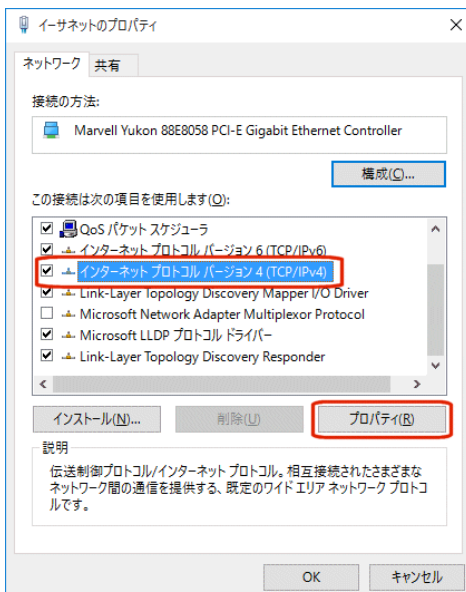 イーサネットのプロパティ
ネットワーク 共有
接続の方法:
Marvell Yukon 88E8058 PCI-E Gigabit Ethernet Controller
構成(C)...
この接続は次の項目を使用します(O):
QoS パケット スケジューラ
インターネット プロトコル バージョン 6 (TCP/IPv6)
インターネット プロトコル バージョン 4 (TCP/IPv4)
Link-Layer Topology Discovery Mapper I/O Driver
Microsoft Network Adapter Multiplexor Protocol
Microsoft LLDP プロトコル ドライバー
Link-Layer Topology Discovery Responder
インストール(N)... 削除(U) プロパティ(R)
説明
伝送制御プロトコル/インターネット プロトコル。相互接続されたさまざまな
ネットワーク間の通信を提供する、既定のワイド エリア ネットワーク プロトコ
ルです。
OK キャンセル